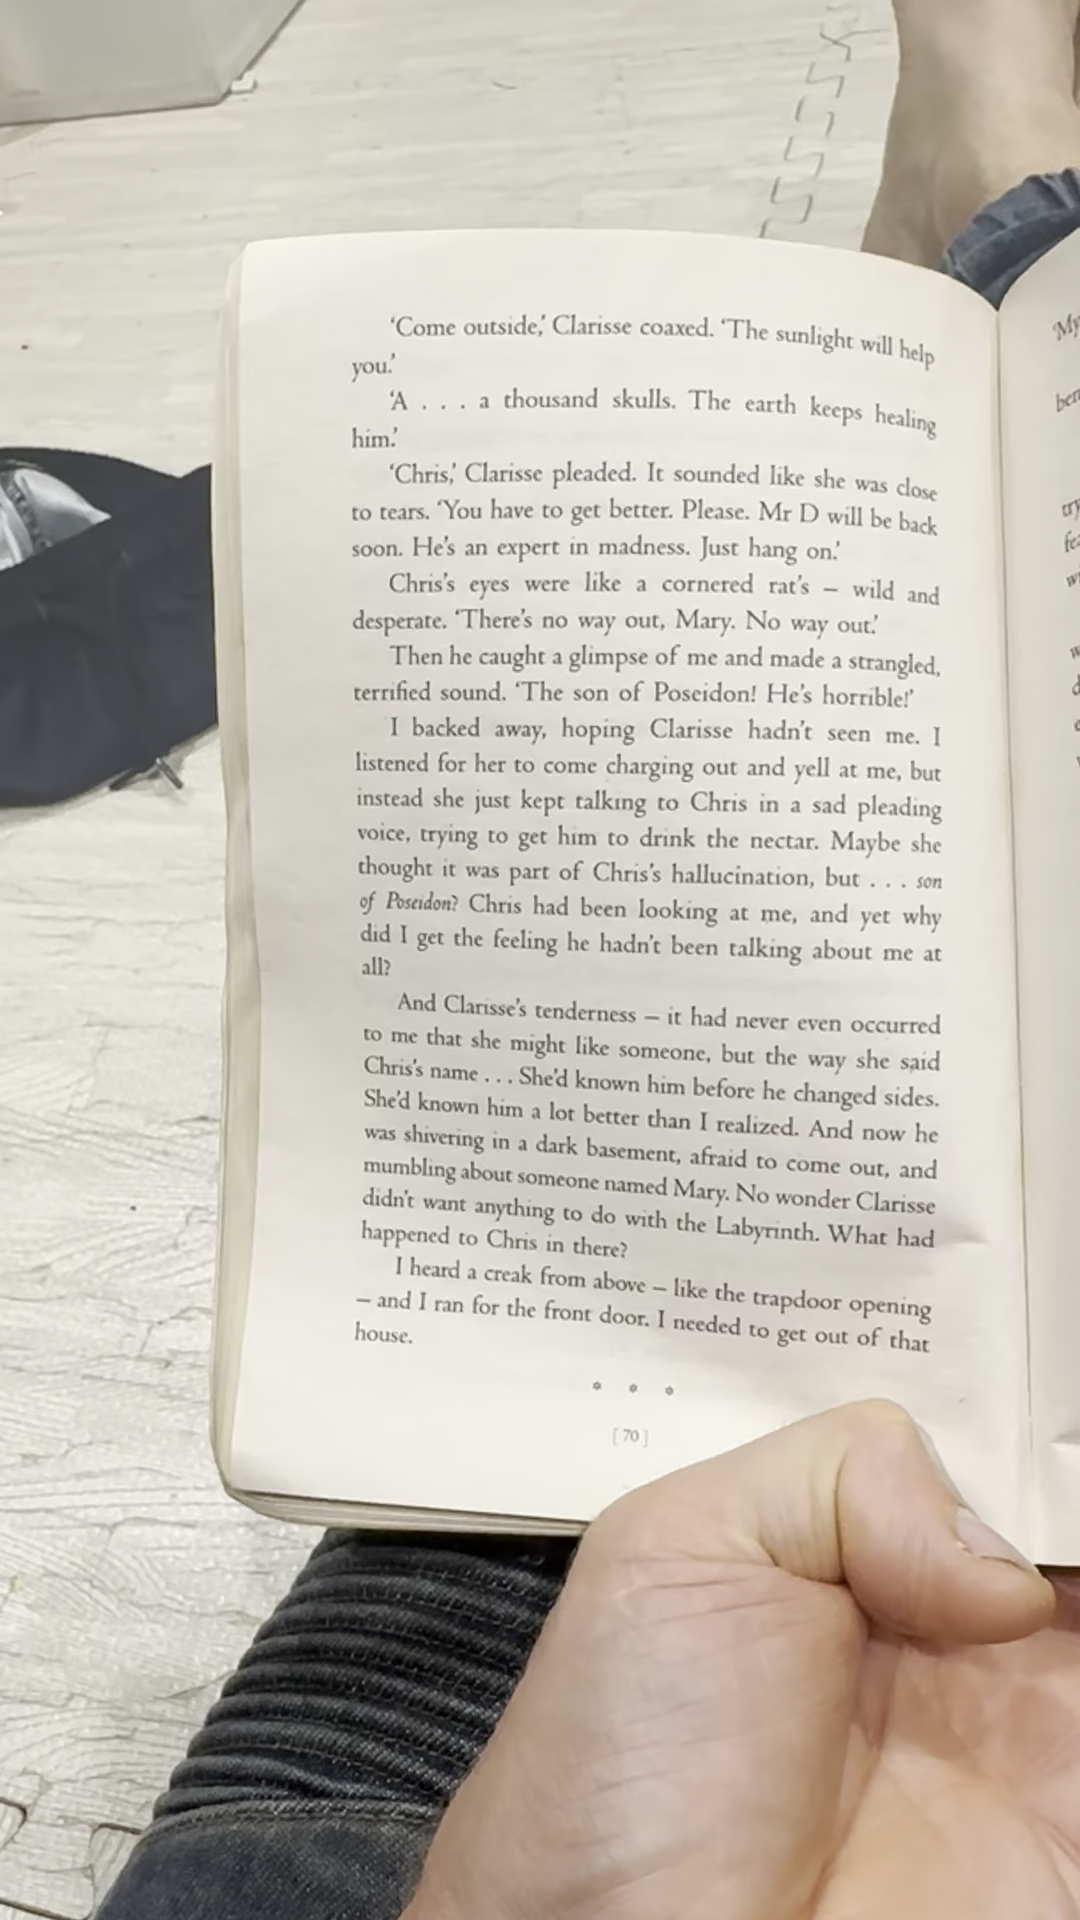 ‘Come outside,’ Clarisse coaxed. ‘The sunlight will help
you.’
‘A . . . a thousand skulls. The earth keeps healing
him.’
‘Chris,’ Clarisse pleaded. It sounded like she was close
to tears. ‘You have to get better. Please. Mr D will be back
soon. He’s an expert in madness. Just hang on.’
Chris’s eyes were like a cornered rat’s – wild and
desperate. ‘There’s no way out, Mary. No way out.’
Then he caught a glimpse of me and made a strangled,
terrified sound. ‘The son of Poseidon! He’s horrible!’
I backed away, hoping Clarisse hadn’t seen me. I
listened for her to come charging out and yell at me, but
instead she just kept talking to Chris in a sad pleading
voice, trying to get him to drink the nectar. Maybe she
thought it was part of Chris’s hallucination, but . . . son
of Poseidon? Chris had been looking at me, and yet why
did I get the feeling he hadn’t been talking about me at
all?
And Clarisse’s tenderness – it had never even occurred
to me that she might like someone, but the way she said
Chris’s name . . . She’d known him before he changed sides.
She’d known him a lot better than I realized. And now he
was shivering in a dark basement, afraid to come out, and
mumbling about someone named Mary. No wonder Clarisse
didn’t want anything to do with the Labyrinth. What had
happened to Chris in there?
I heard a creak from above – like the trapdoor opening
– and I ran for the front door. I needed to get out of that
house.
* * *
[ 70 ]
‘My